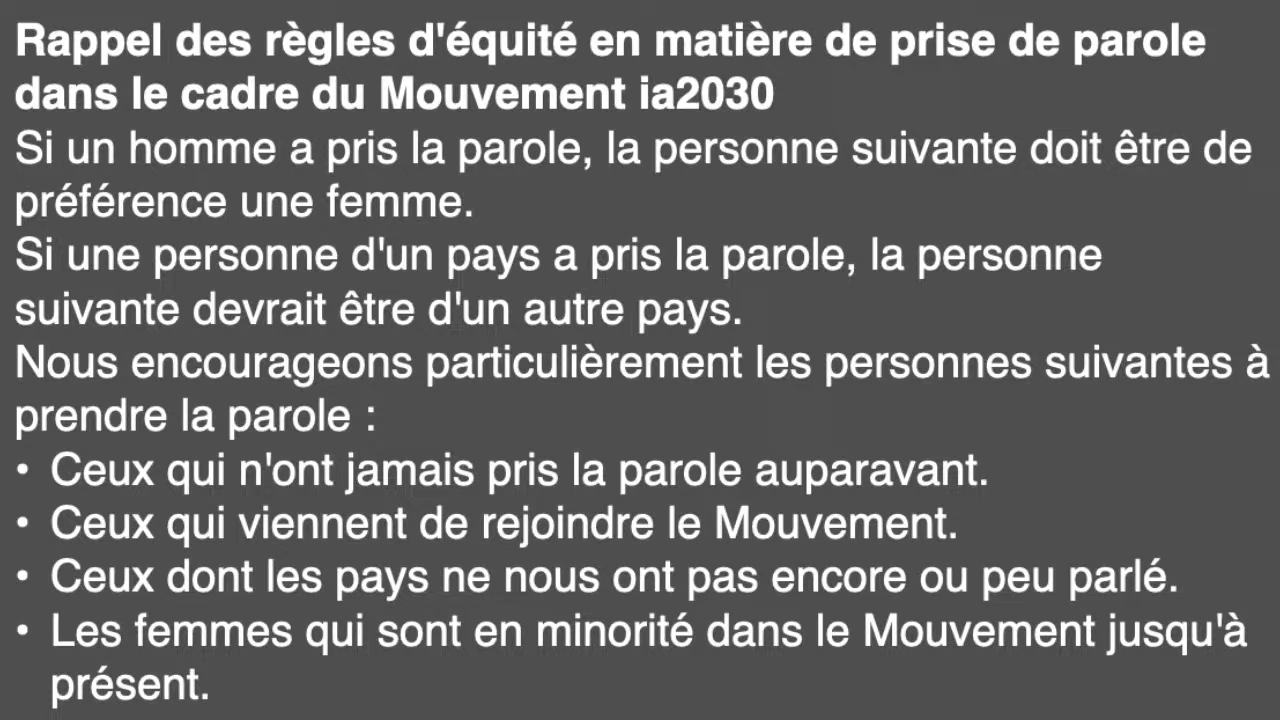 Rappel des règles d'équité en matière de prise de parole
dans le cadre du Mouvement ia2030
Si un homme a pris la parole, la personne suivante doit être de
préférence une femme.
Si une personne d'un pays a pris la parole, la personne
suivante devrait être d'un autre pays.
Nous encourageons particulièrement les personnes suivantes à
prendre la parole :
• Ceux qui n'ont jamais pris la parole auparavant.
• Ceux qui viennent de rejoindre le Mouvement.
• Ceux dont les pays ne nous ont pas encore ou peu parlé.
• Les femmes qui sont en minorité dans le Mouvement jusqu'à
présent.